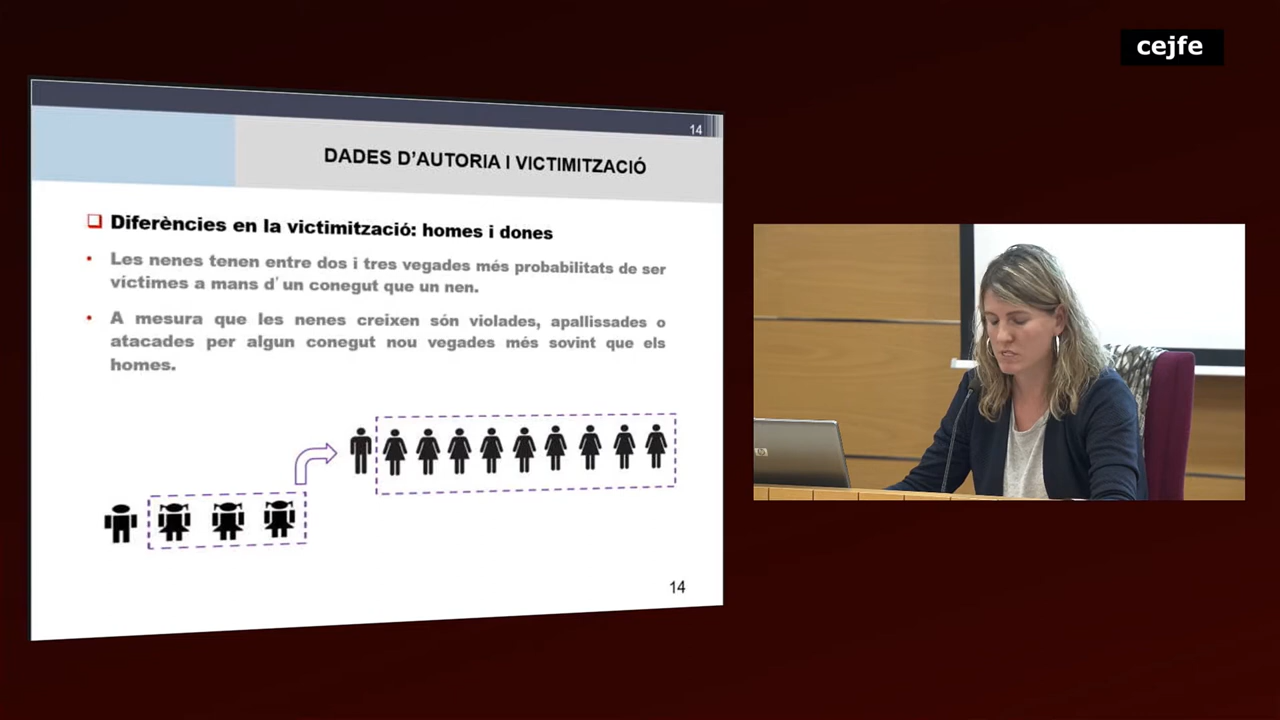 cejfe
14
DADES D'AUTORIA I VICTIMITZACIÓ
Diferències en la victimització: homes i dones
Les nenes tenen entre dos i tres vegades més probabilitats de ser
víctimes a mans d' un conegut que un nen.
A mesura que les nenes creixen són violades, apallissades o
atacades per algun conegut nou vegades més sovint que els
homes.
14